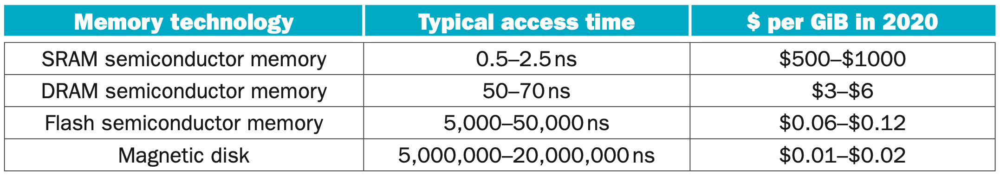 Memory technology Typical access time $ per GiB in 2020
SRAM semiconductor memory 0.5–2.5 ns $500–$1000
DRAM semiconductor memory 50–70 ns $3–$6
Flash semiconductor memory 5,000–50,000 ns $0.06–$0.12
Magnetic disk 5,000,000–20,000,000 ns $0.01–$0.02